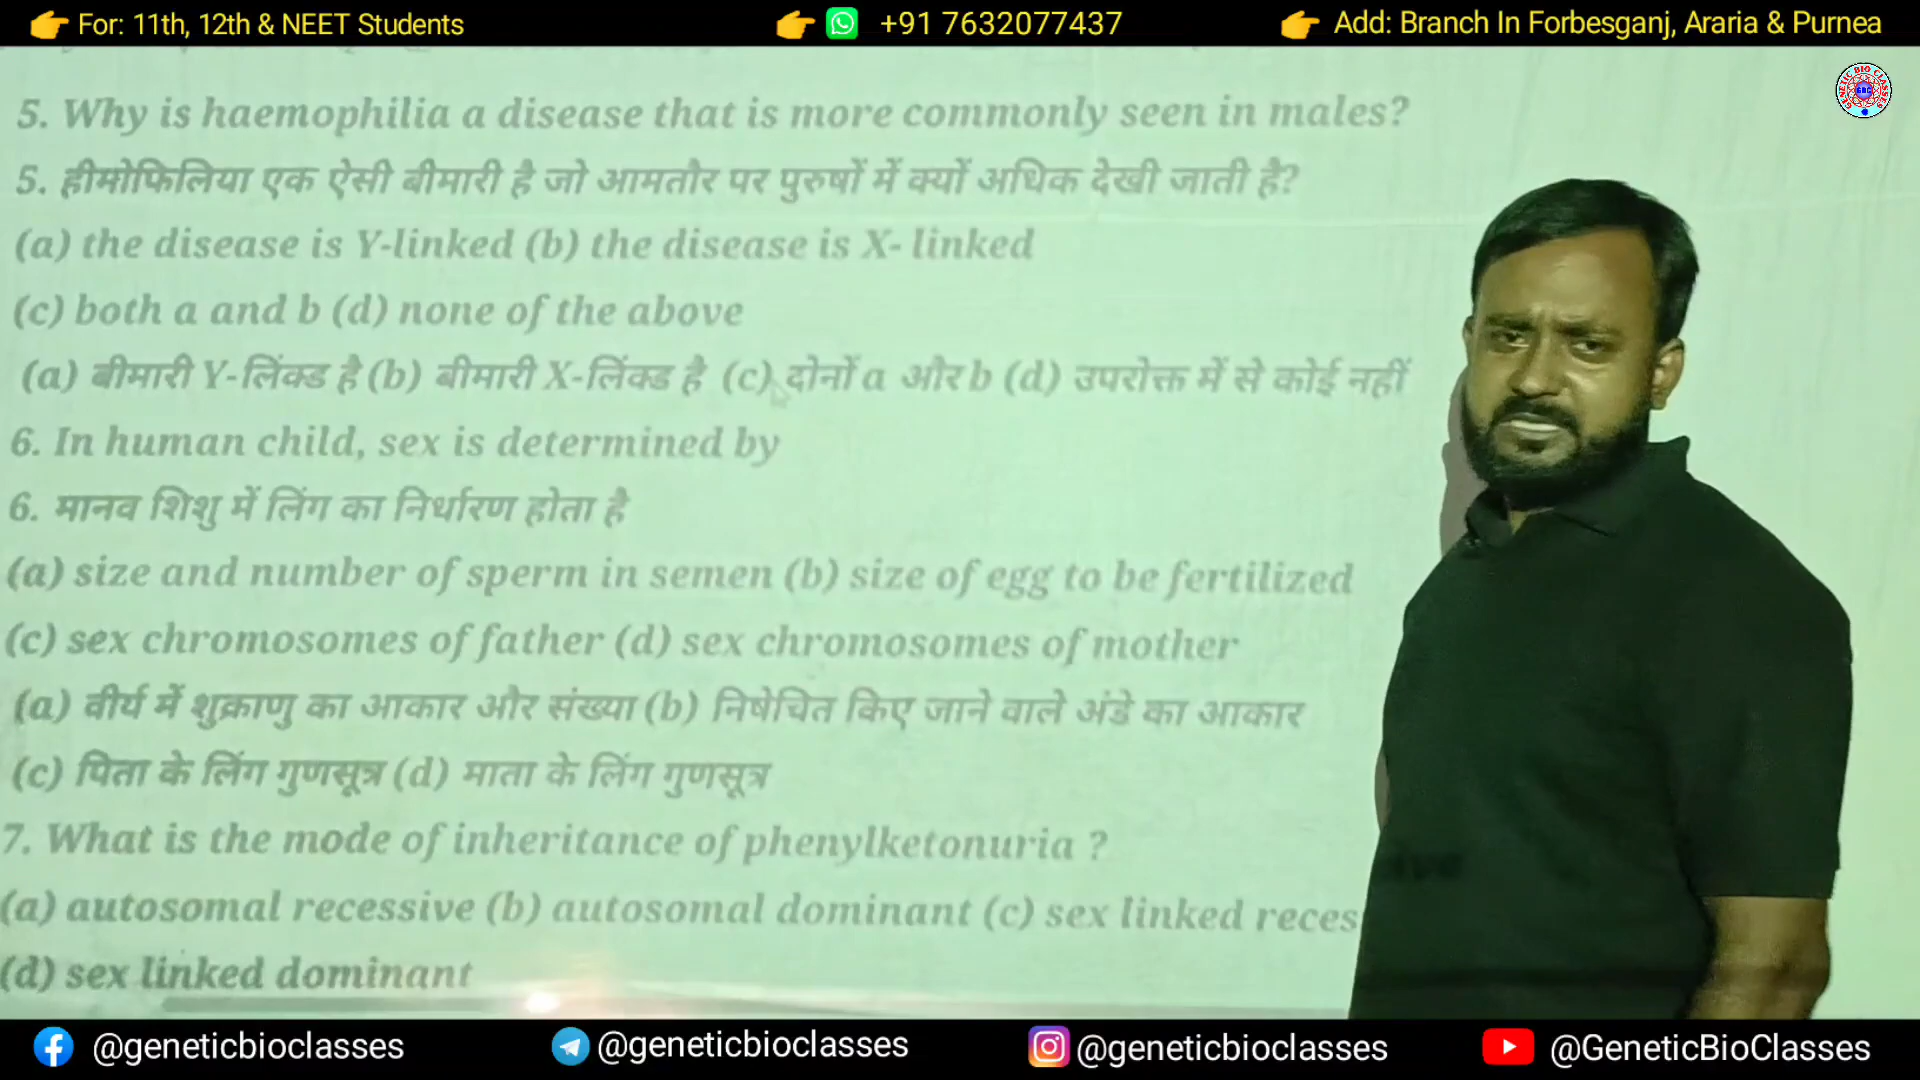 For: 11th, 12th & NEET Students
+91 7632077437
Add: Branch In Forbesganj, Araria & Purnea
GENETIC BIO CLASSES
GBC
5. Why is haemophilia a disease that is more commonly seen in males?
5. हीमोफिलिया एक ऐसी बीमारी है जो आमतौर पर पुरुषों में क्यों अधिक देखी जाती है?
(a) the disease is Y-linked (b) the disease is X- linked
(c) both a and b (d) none of the above
(a) बीमारी Y-लिंक्ड है (b) बीमारी X-लिंक्ड है (c) दोनों a और b (d) उपरोक्त में से कोई नहीं
6. In human child, sex is determined by
6. मानव शिशु में लिंग का निर्धारण होता है
(a) size and number of sperm in semen (b) size of egg to be fertilized
(c) sex chromosomes of father (d) sex chromosomes of mother
(a) वीर्य में शुक्राणु का आकार और संख्या (b) निषेचित किए जाने वाले अंडे का आकार
(c) पिता के लिंग गुणसूत्र (d) माता के लिंग गुणसूत्र
7. What is the mode of inheritance of phenylketonuria ?
(a) autosomal recessive (b) autosomal dominant (c) sex linked reces
(d) sex linked dominant
@geneticbioclasses
@geneticbioclasses
@geneticbioclasses
@GeneticBioClasses